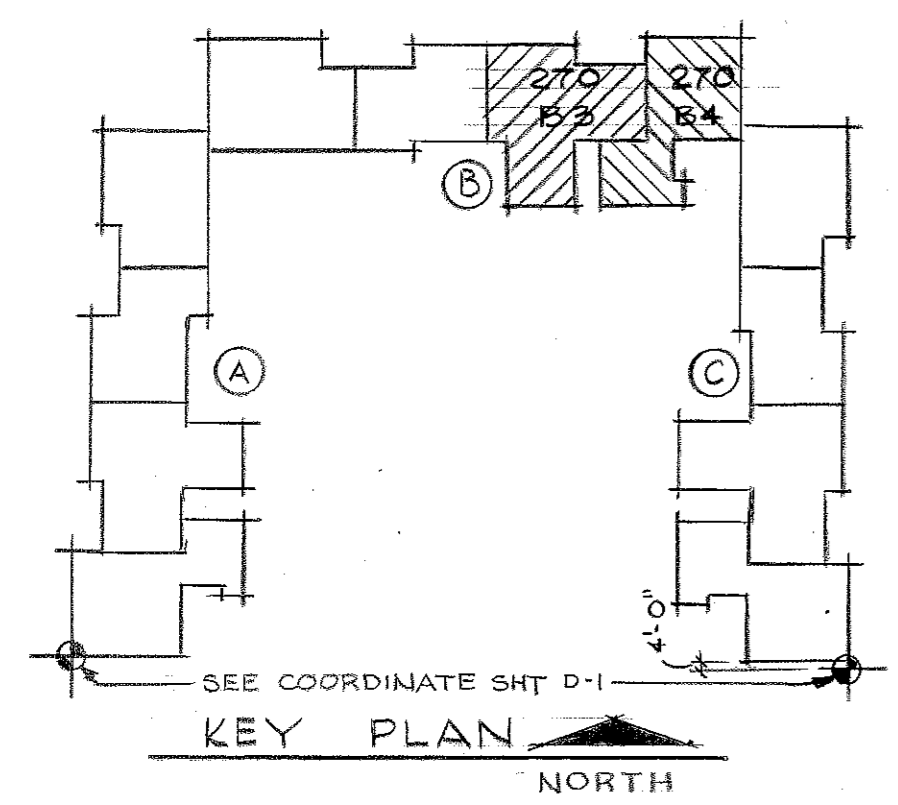 270
B3
270
B4
B
A
C
4'-0"
SEE COORDINATE SHT D-1
KEY PLAN
NORTH